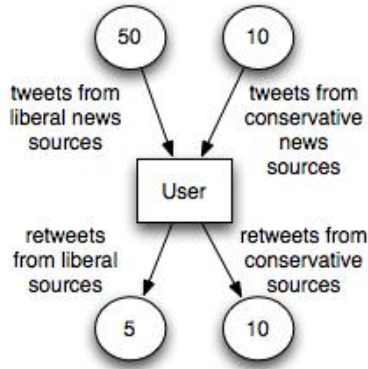 50
10
tweets from
liberal news
sources
tweets from
conservative
news
sources
User
retweets
from liberal
sources
retweets from
conservative
sources
5
10